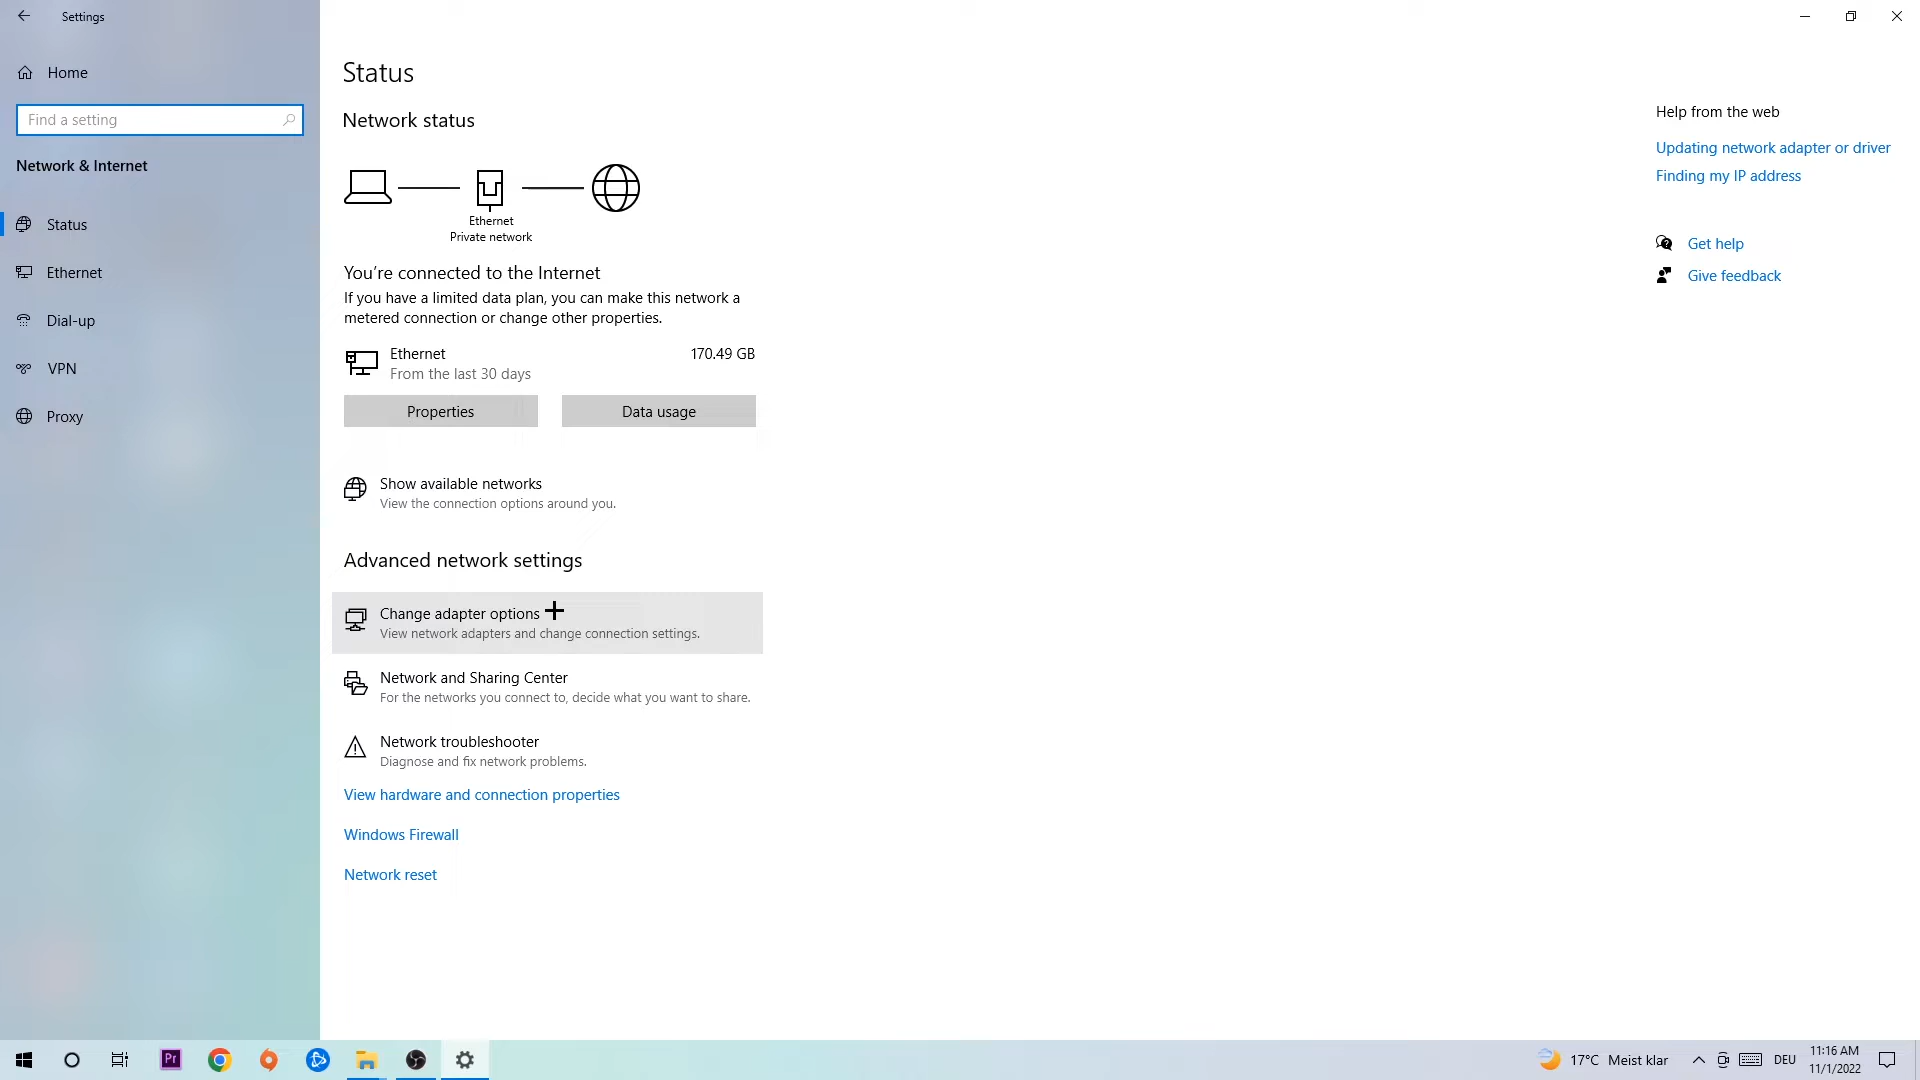 Settings
Home
Find a setting
Network & Internet
Status
Ethernet
Dial-up
VPN
Proxy
Status
Network status
Ethernet
Private network
You're connected to the Internet
If you have a limited data plan, you can make this network a
metered connection or change other properties.
Ethernet
170.49 GB
From the last 30 days
Properties
Data usage
Show available networks
View the connection options around you.
Advanced network settings
Change adapter options
View network adapters and change connection settings.
Network and Sharing Center
For the networks you connect to, decide what you want to share.
Network troubleshooter
Diagnose and fix network problems.
View hardware and connection properties
Windows Firewall
Network reset
Help from the web
Updating network adapter or driver
Finding my IP address
Get help
Give feedback
Pr
17°C Meist klar
DEU
11:16 AM
11/1/2022